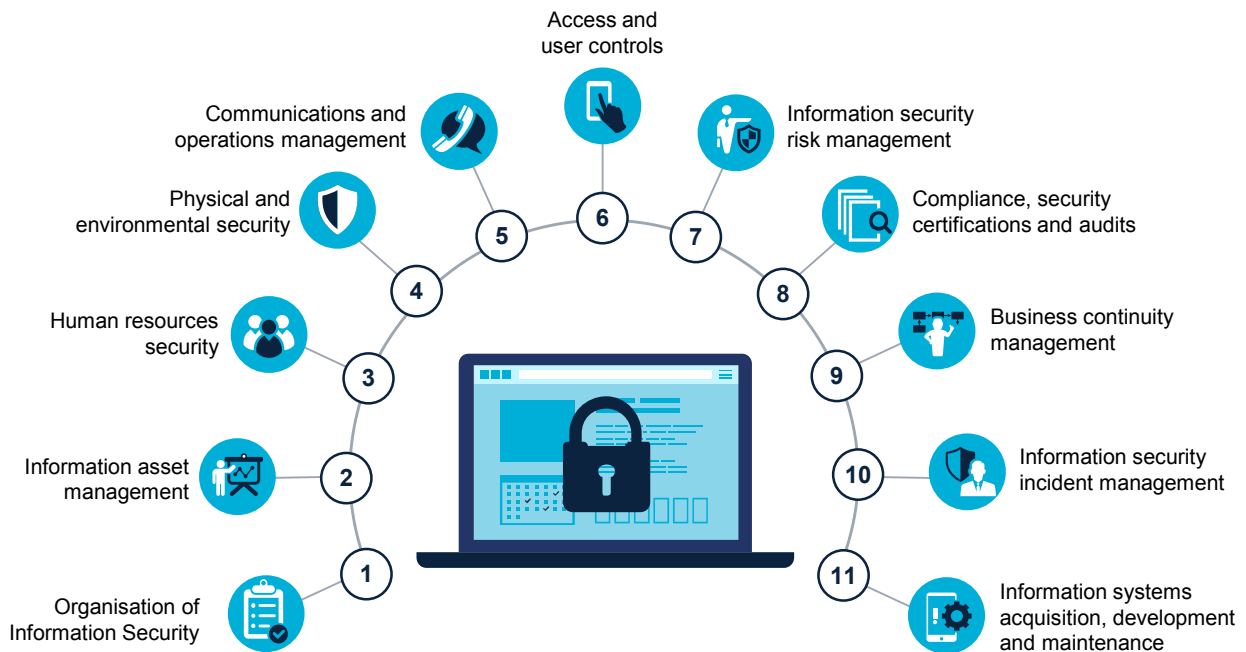 1
Organisation of
Information Security
2
Information asset
management
3
Human resources
security
4
Physical and
environmental security
5
Communications and
operations management
6
Access and
user controls
7
Information security
risk management
8
Compliance, security
certifications and audits
9
Business continuity
management
10
Information security
incident management
11
Information systems
acquisition, development
and maintenance